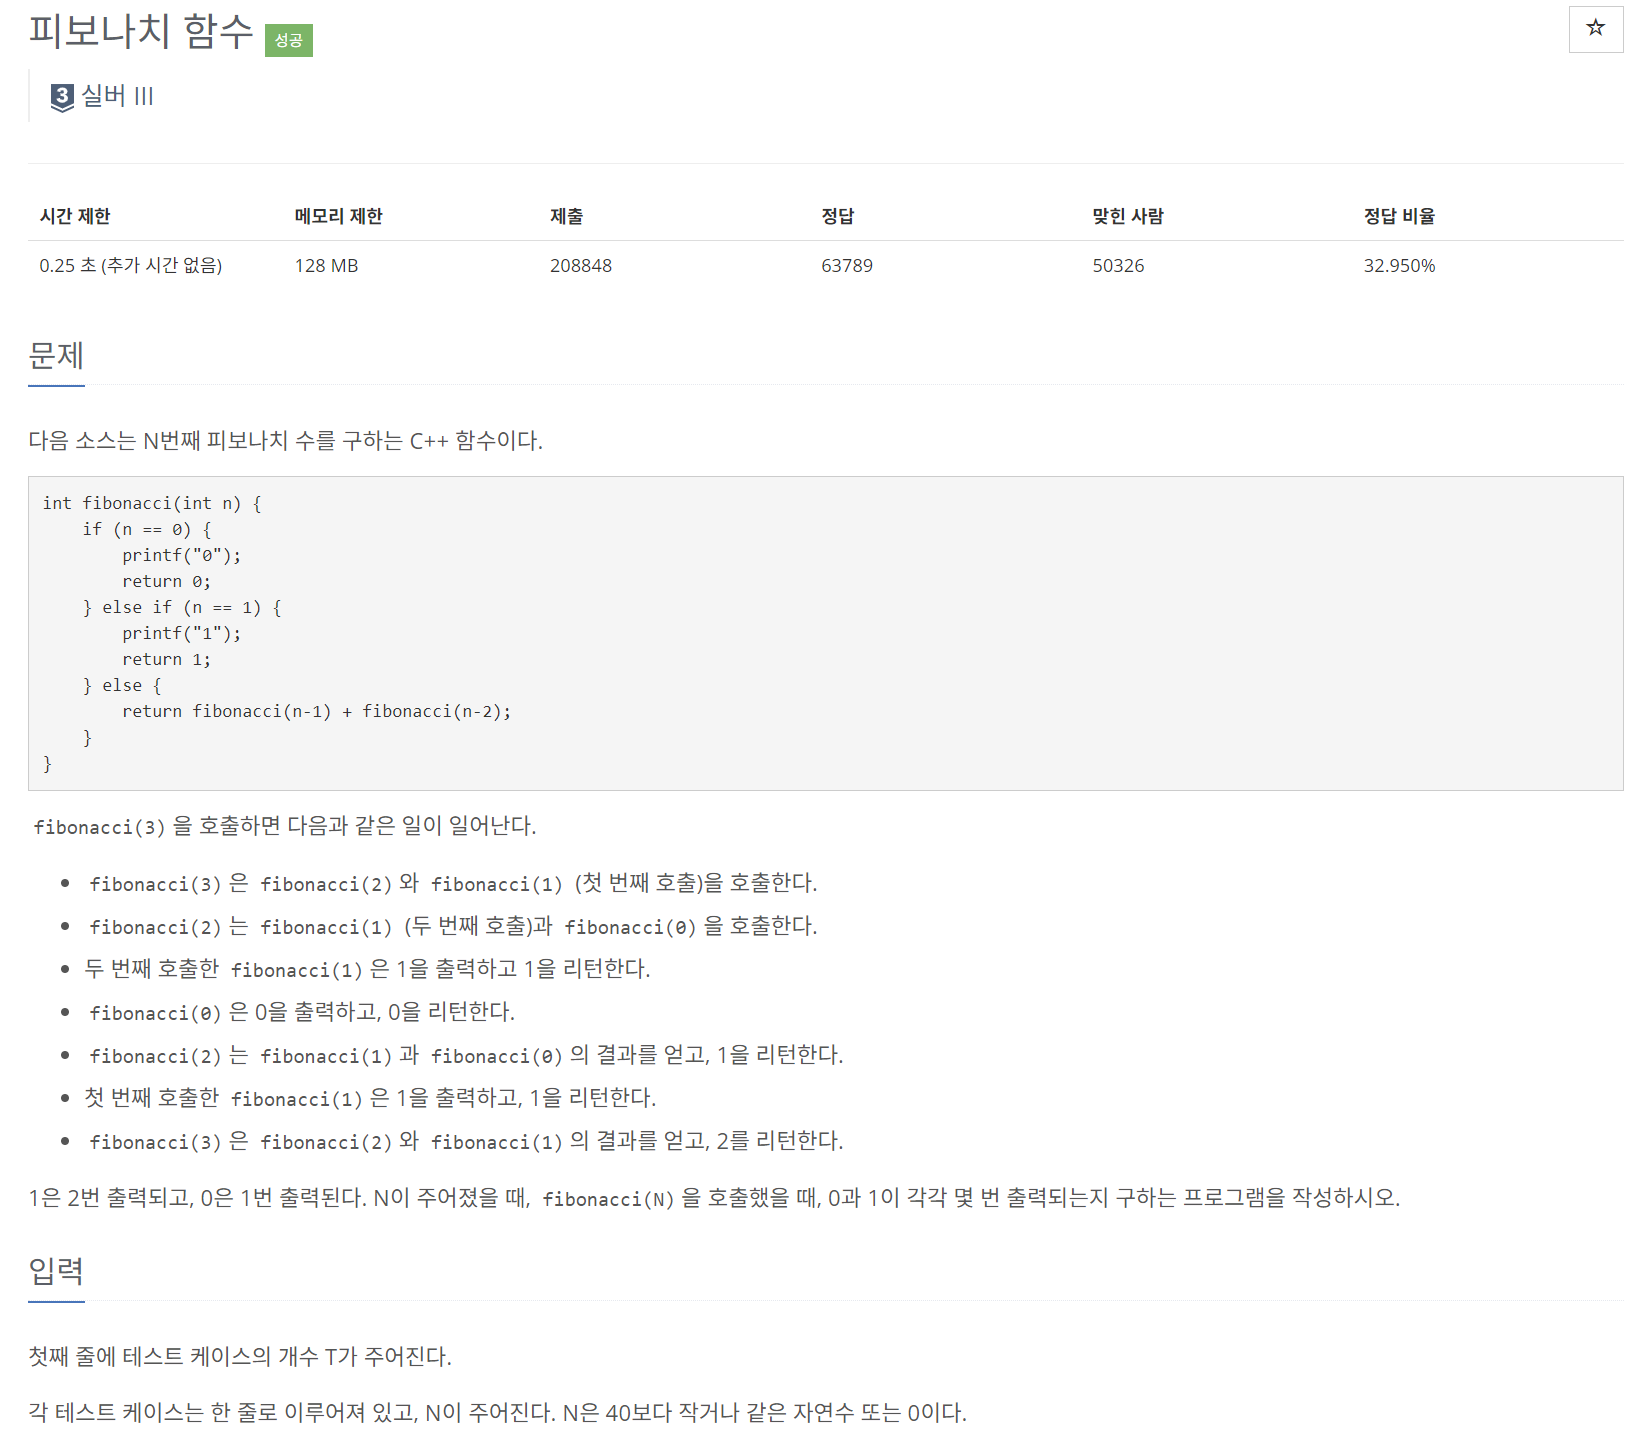 피보나치 함수 성공
☆
3 실버 III
시간 제한 메모리 제한 제출 정답 맞힌 사람 정답 비율
0.25 초 (추가 시간 없음) 128 MB 208848 63789 50326 32.950%
문제
다음 소스는 N번째 피보나치 수를 구하는 C++ 함수이다.
int fibonacci(int n) {
    if (n == 0) {
        printf("0");
        return 0;
    } else if (n == 1) {
        printf("1");
        return 1;
    } else {
        return fibonacci(n-1) + fibonacci(n-2);
    }
}
fibonacci(3)을 호출하면 다음과 같은 일이 일어난다.
• fibonacci(3)은 fibonacci(2)와 fibonacci(1) (첫 번째 호출)을 호출한다.
• fibonacci(2)는 fibonacci(1) (두 번째 호출)과 fibonacci(0)을 호출한다.
• 두 번째 호출한 fibonacci(1)은 1을 출력하고 1을 리턴한다.
• fibonacci(0)은 0을 출력하고, 0을 리턴한다.
• fibonacci(2)는 fibonacci(1)과 fibonacci(0)의 결과를 얻고, 1을 리턴한다.
• 첫 번째 호출한 fibonacci(1)은 1을 출력하고, 1을 리턴한다.
• fibonacci(3)은 fibonacci(2)와 fibonacci(1)의 결과를 얻고, 2를 리턴한다.
1은 2번 출력되고, 0은 1번 출력된다. N이 주어졌을 때, fibonacci(N)을 호출했을 때, 0과 1이 각각 몇 번 출력되는지 구하는 프로그램을 작성하시오.
입력
첫째 줄에 테스트 케이스의 개수 T가 주어진다.
각 테스트 케이스는 한 줄로 이루어져 있고, N이 주어진다. N은 40보다 작거나 같은 자연수 또는 0이다.